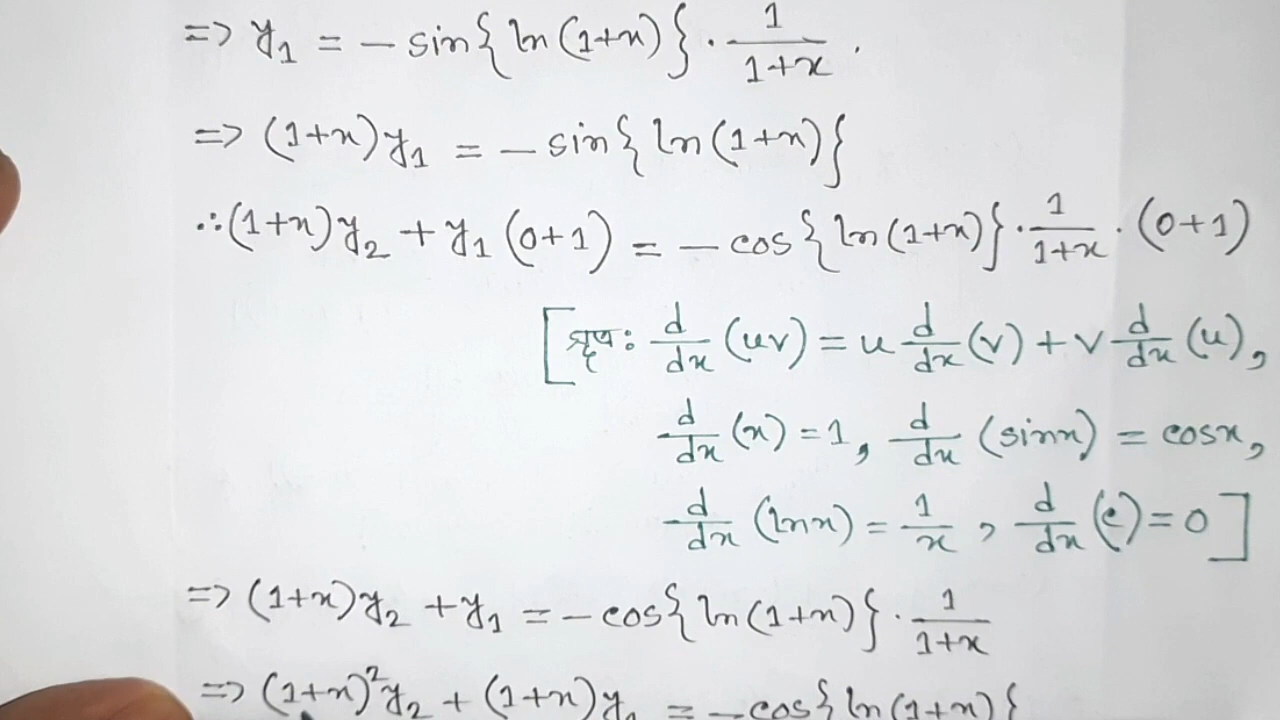 => y₁ = - sin{ln(1+x)} · 1/(1+x) .
=> (1+x)y₁ = - sin{ln(1+x)}
∴ (1+x)y₂ + y₁(0+1) = - cos{ln(1+x)} · 1/(1+x) · (0+1)
[সূত্র: d/dx (uv) = u d/dx (v) + v d/dx (u),
d/dx (x) = 1, d/dx (sinx) = cosx,
d/dx (lnx) = 1/x , d/dx (c) = 0]
=> (1+x)y₂ + y₁ = - cos{ln(1+x)} · 1/(1+x)
=> (1+x)²y₂ + (1+x)y₁ = - cos{ln(1+x)}